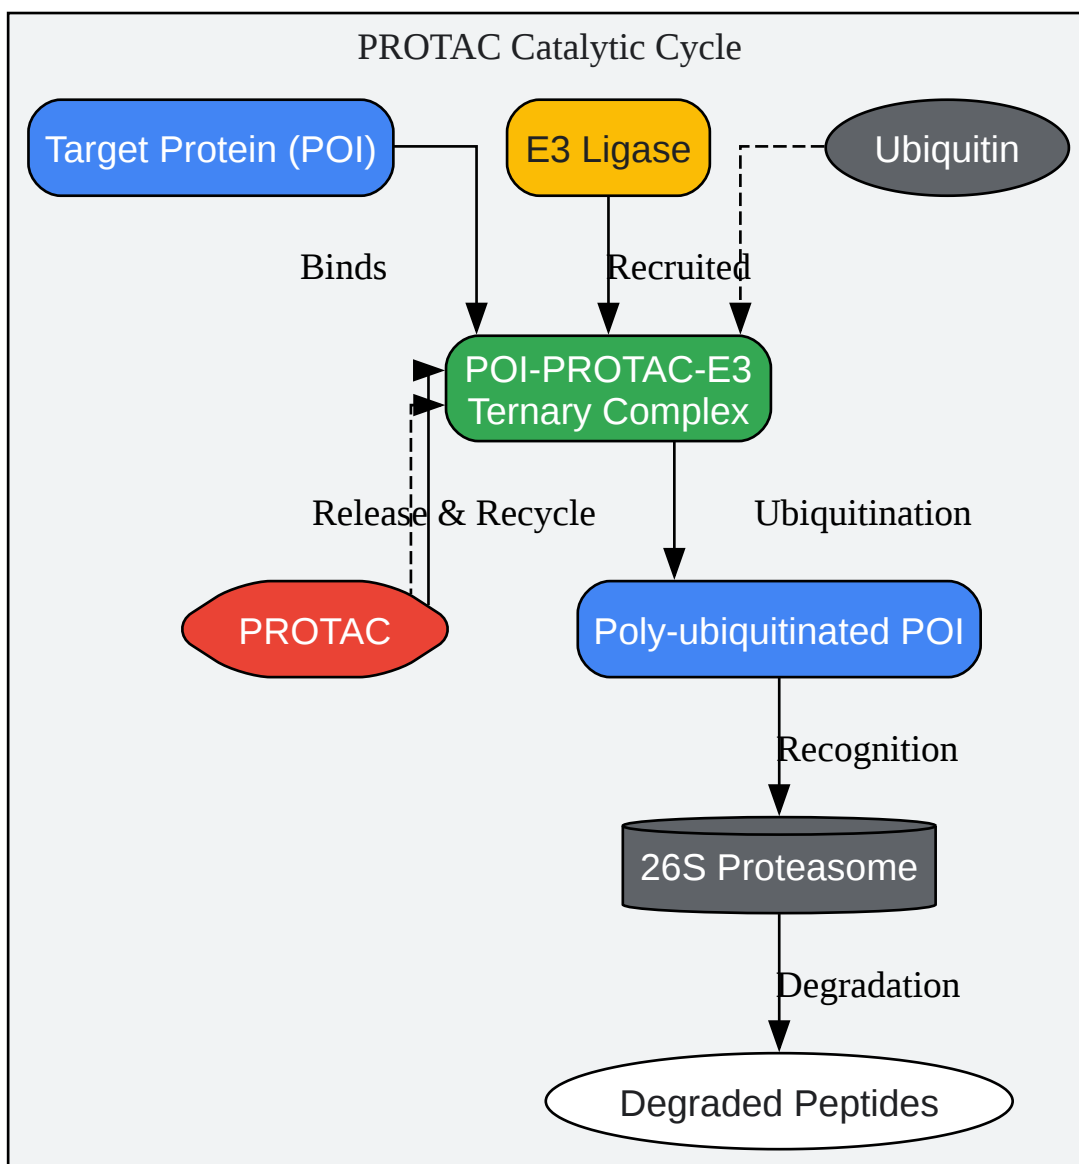 PROTAC Catalytic Cycle
Target Protein (POI)
E3 Ligase
Ubiquitin
Binds
Recruited
POI-PROTAC-E3
Ternary Complex
Release & Recycle
Ubiquitination
PROTAC
Poly-ubiquitinated POI
Recognition
26S Proteasome
Degradation
Degraded Peptides